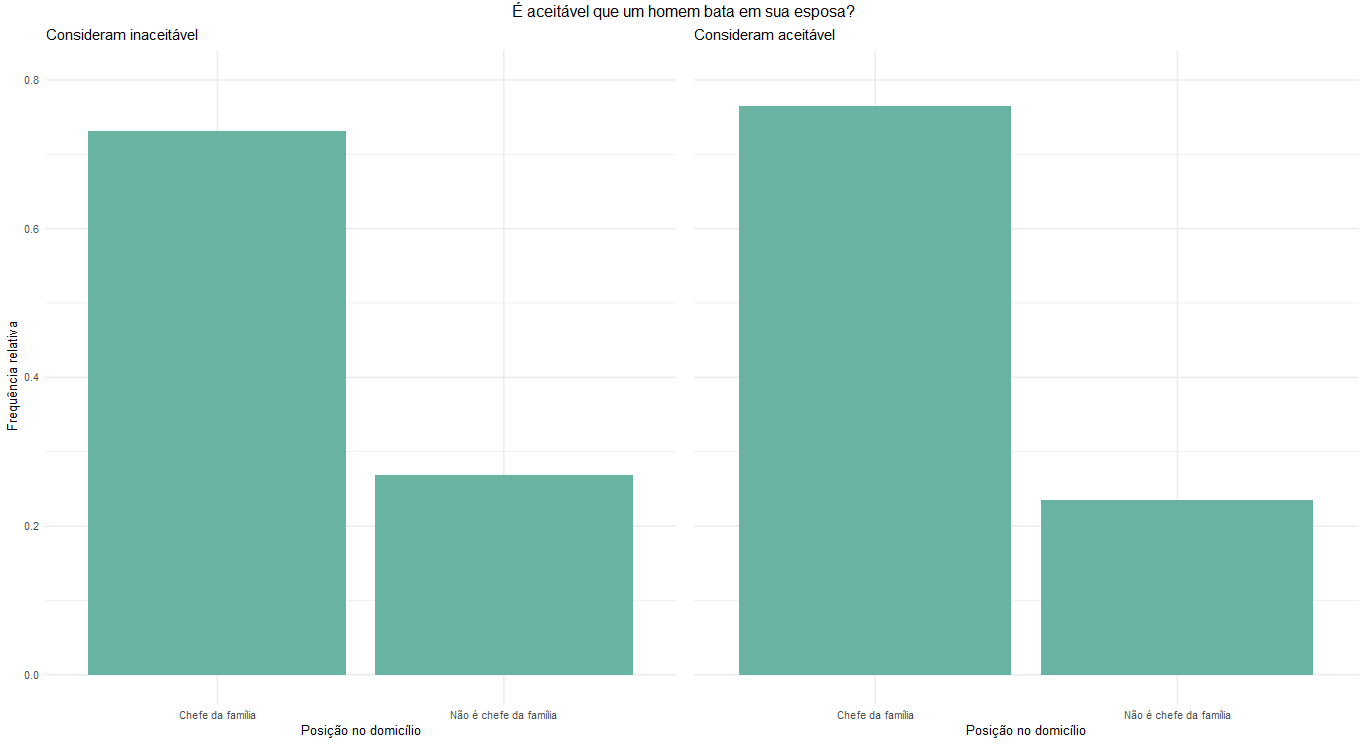 É aceitável que um homem bata em sua esposa?
Consideram inaceitável
Consideram aceitável
0.8
0.6
0.4
0.2
0.0
Frequência relativa
Chefe da família
Não é chefe da família
Posição no domicílio
Chefe da família
Não é chefe da família
Posição no domicílio